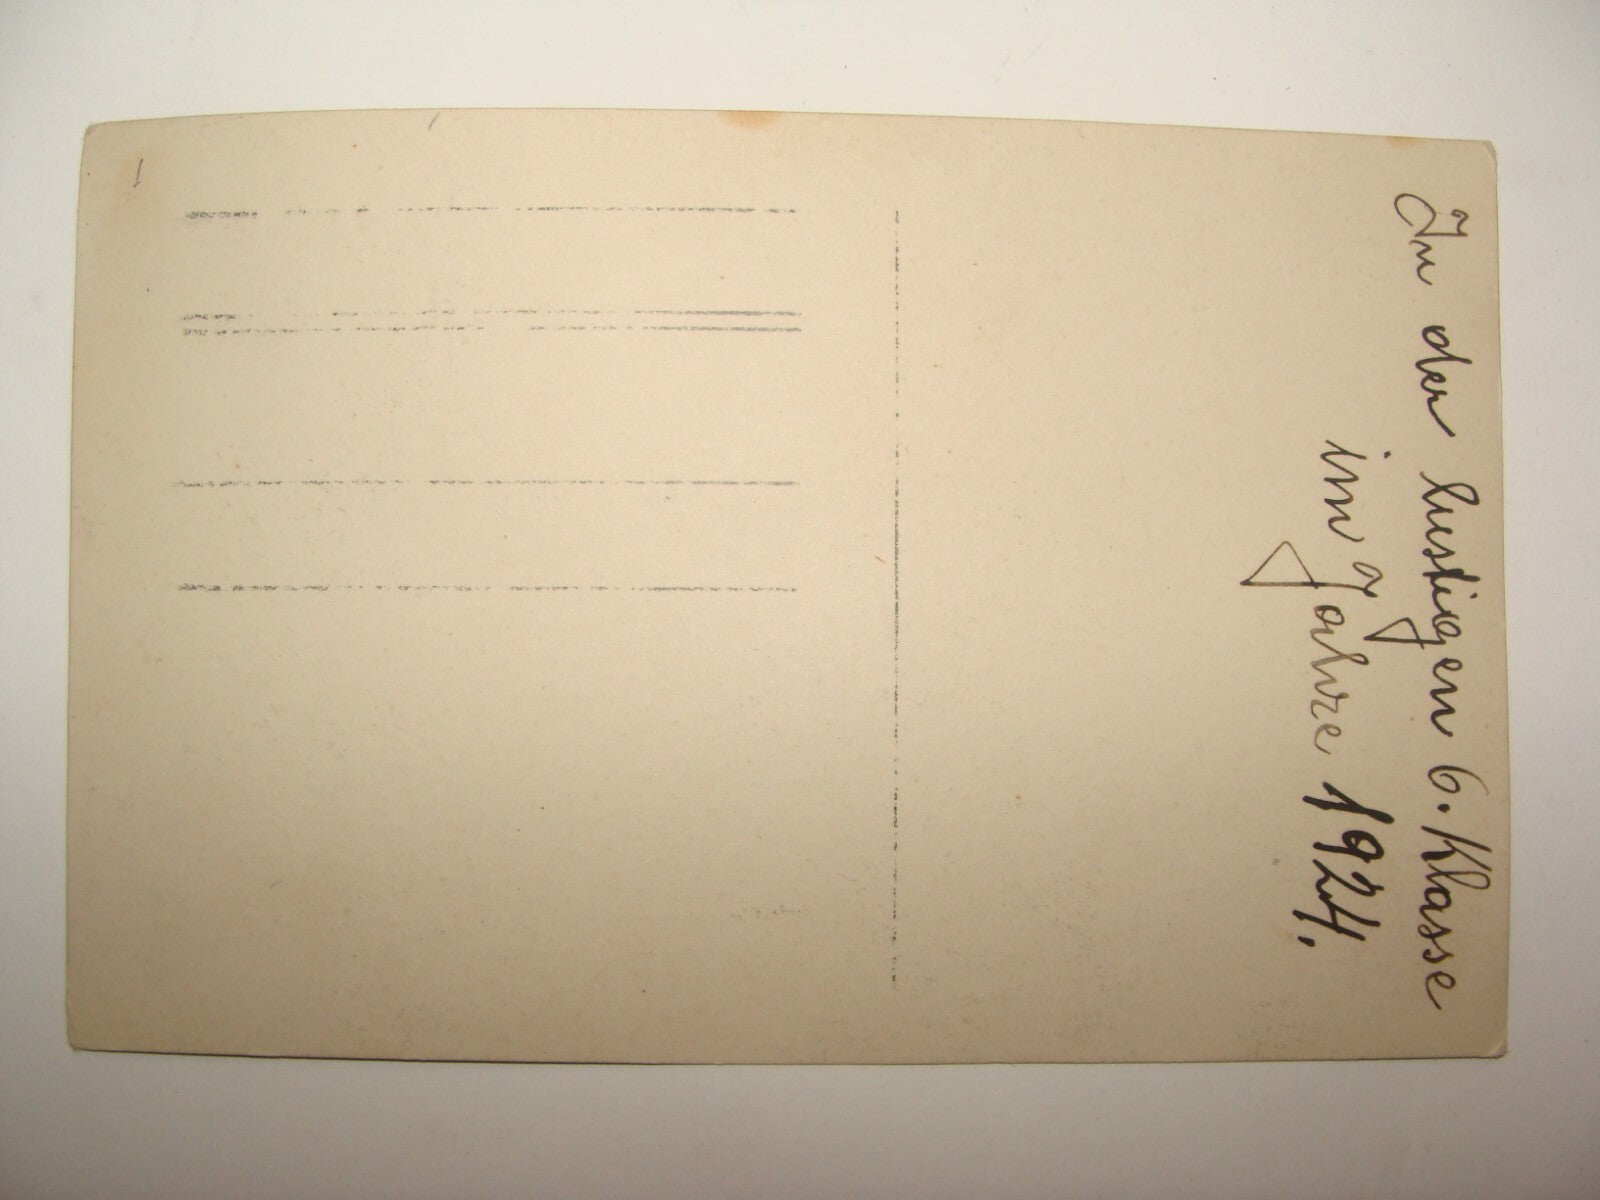 In der lustigen 6. Klasse
im Jahre 1924.